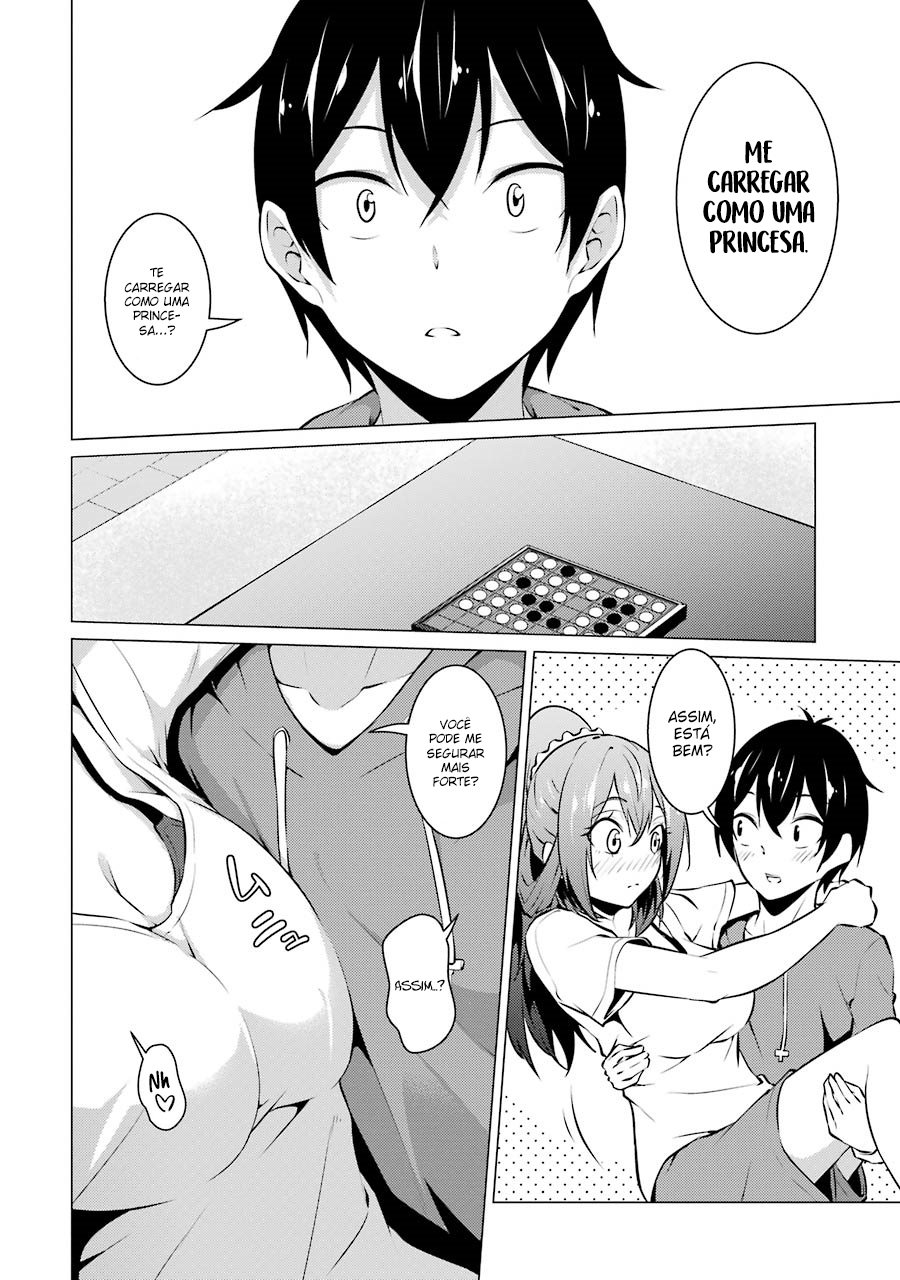 ME
CARREGAR
COMO UMA
PRINCESA.
TE
CARREGAR
COMO UMA
PRINCE-
SA...?
ASSIM,
ESTÁ
BEM?
VOCÊ
PODE ME
SEGURAR
MAIS
FORTE?
ASSIM..?
ムニュ
Nh
♡